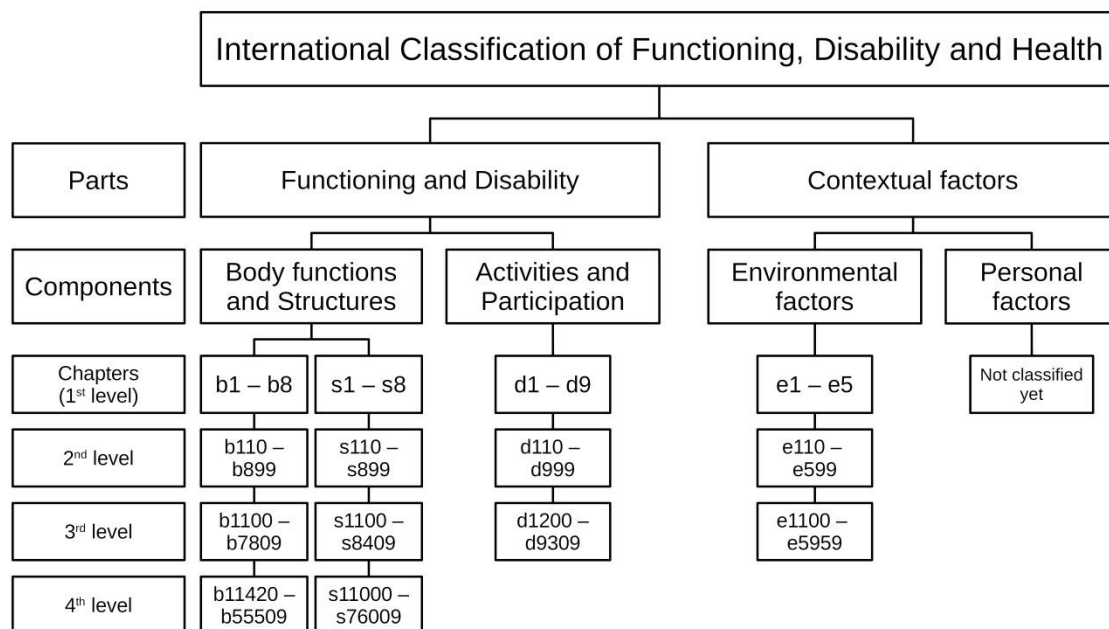 International Classification of Functioning, Disability and Health
Parts
Functioning and Disability
Contextual factors
Components
Body functions
and Structures
Activities and
Participation
Environmental
factors
Personal
factors
Chapters
(1st level)
b1 – b8
s1 – s8
d1 – d9
e1 – e5
Not classified
yet
2nd level
b110 –
b899
s110 –
s899
d110 –
d999
e110 –
e599
3rd level
b1100 –
b7809
s1100 –
s8409
d1200 –
d9309
e1100 –
e5959
4th level
b11420 –
b55509
s11000 –
s76009